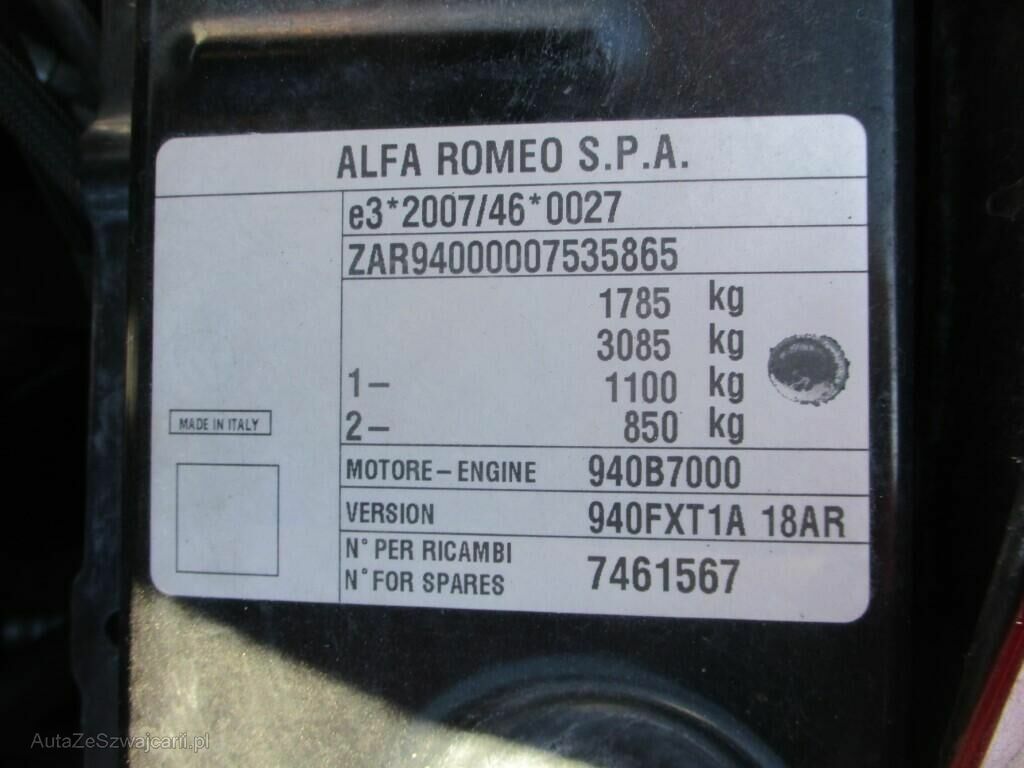 ALFA ROMEO S.P.A.
e3*2007/46*0027
ZAR94000007535865
1785 kg
3085 kg
1– 1100 kg
2– 850 kg
MADE IN ITALY
MOTORE–ENGINE 940B7000
VERSION 940FXT1A 18AR
N° PER RICAMBI
N° FOR SPARES 7461567
AutaZeSzwajcarii.pl